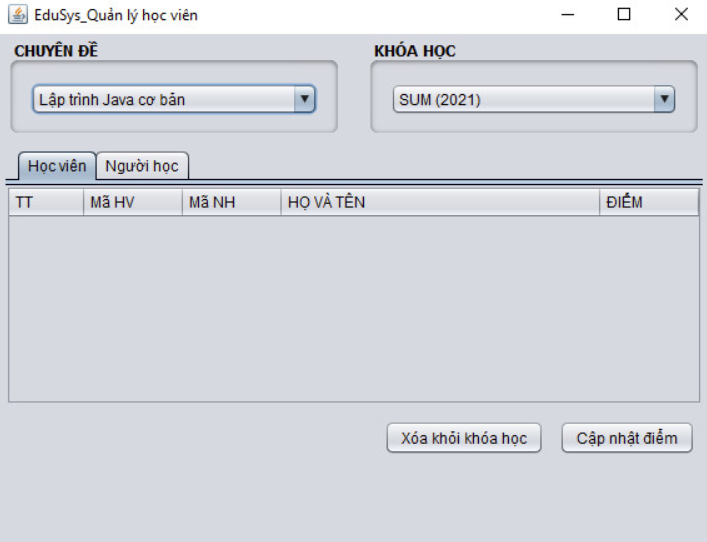 EduSys_Quản lý học viên
CHUYÊN ĐỀ
KHÓA HỌC
Lập trình Java cơ bản
SUM (2021)
Học viên
Người học
TT
Mã HV
Mã NH
HỌ VÀ TÊN
ĐIỂM
Xóa khỏi khóa học
Cập nhật điểm